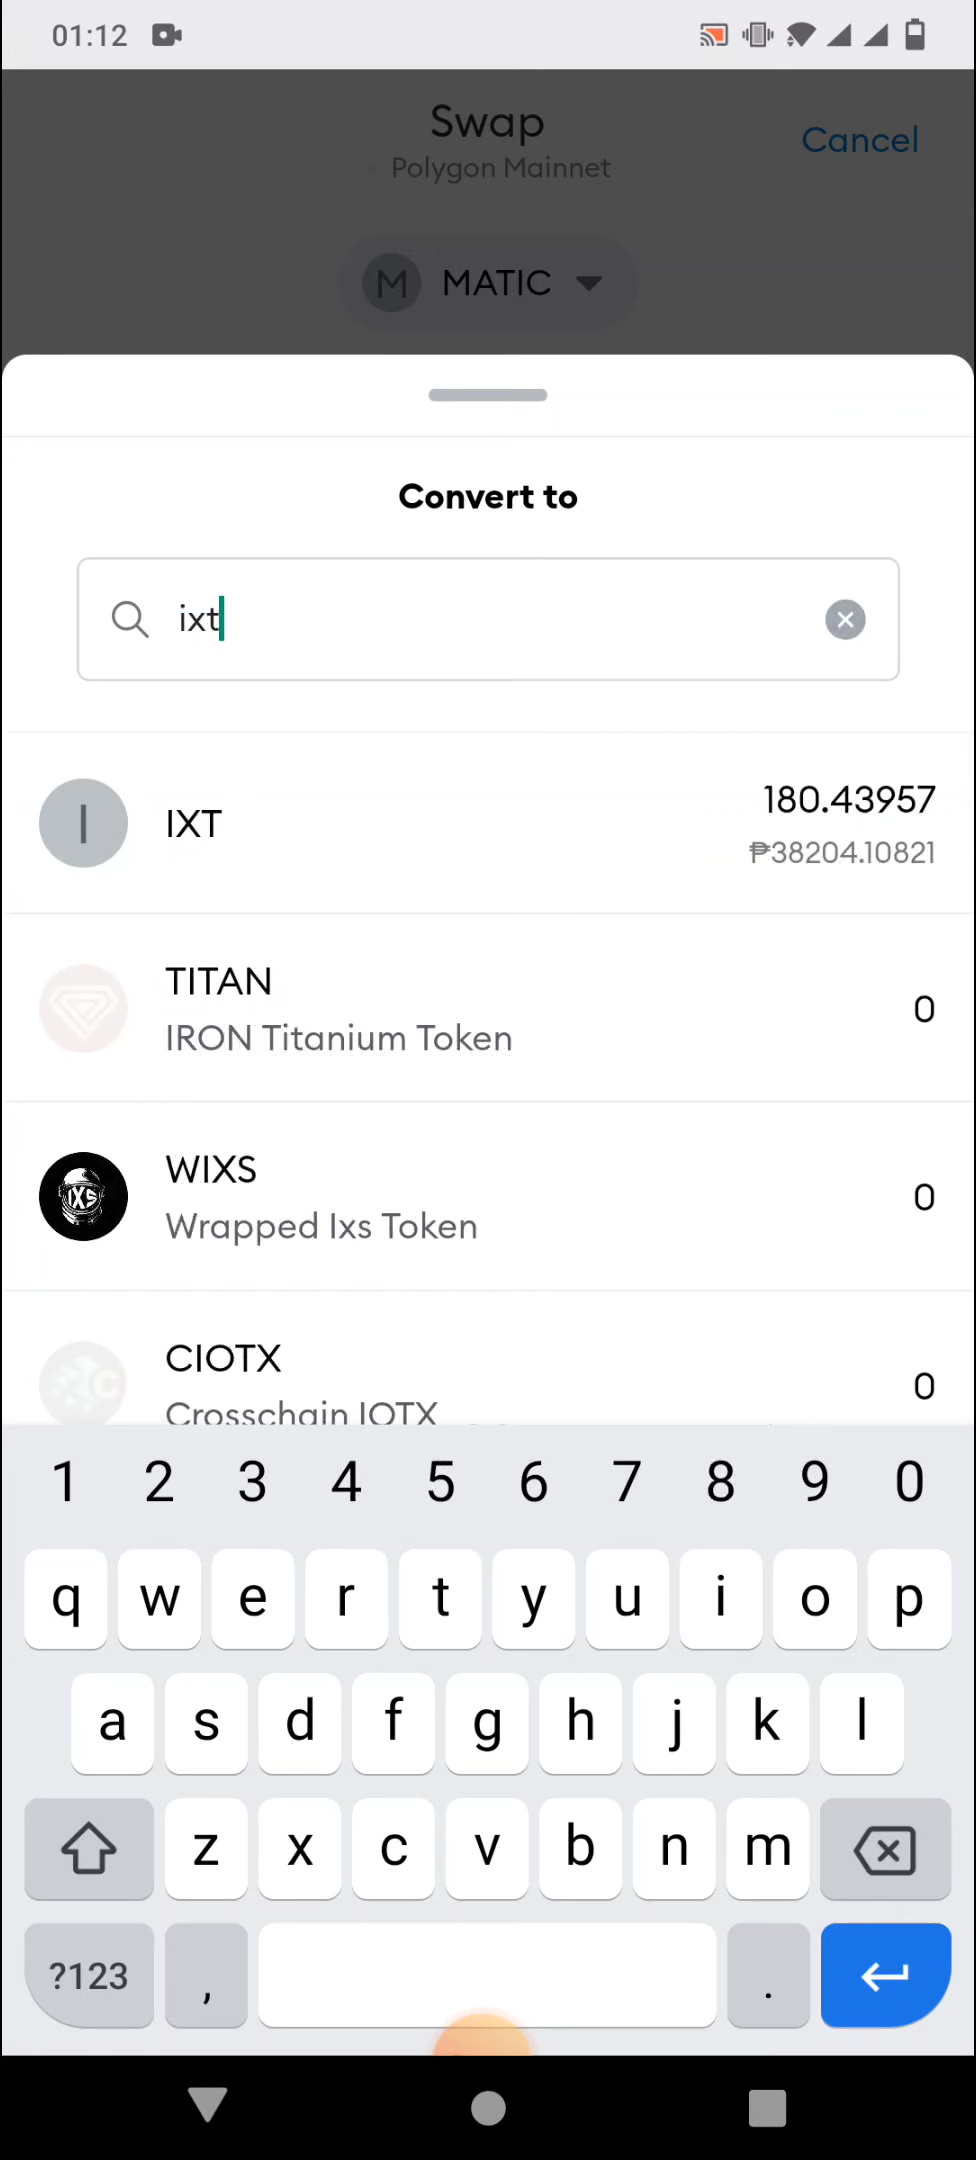 01:12
Swap
Cancel
Polygon Mainnet
M MATIC
Convert to
ixt
I IXT 180.43957
₱38204.10821
TITAN
IRON Titanium Token
0
IXS
WIXS
Wrapped Ixs Token
0
C
CIOTX
Crosschain IOTX
0
1 2 3 4 5 6 7 8 9 0
q w e r t y u i o p
a s d f g h j k l
z x c v b n m
?123 , .